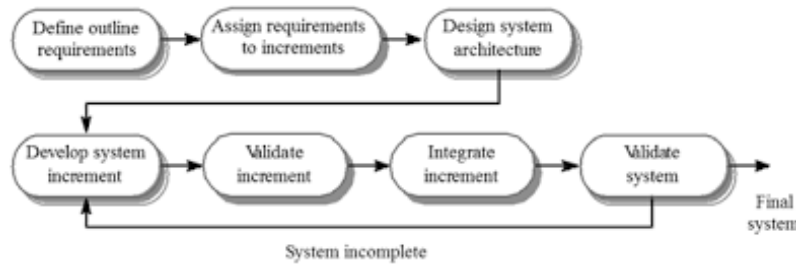 Define outline
requirements
Assign requirements
to increments
Design system
architecture
Develop system
increment
Validate
increment
Integrate
increment
Validate
system
Final
system
System incomplete